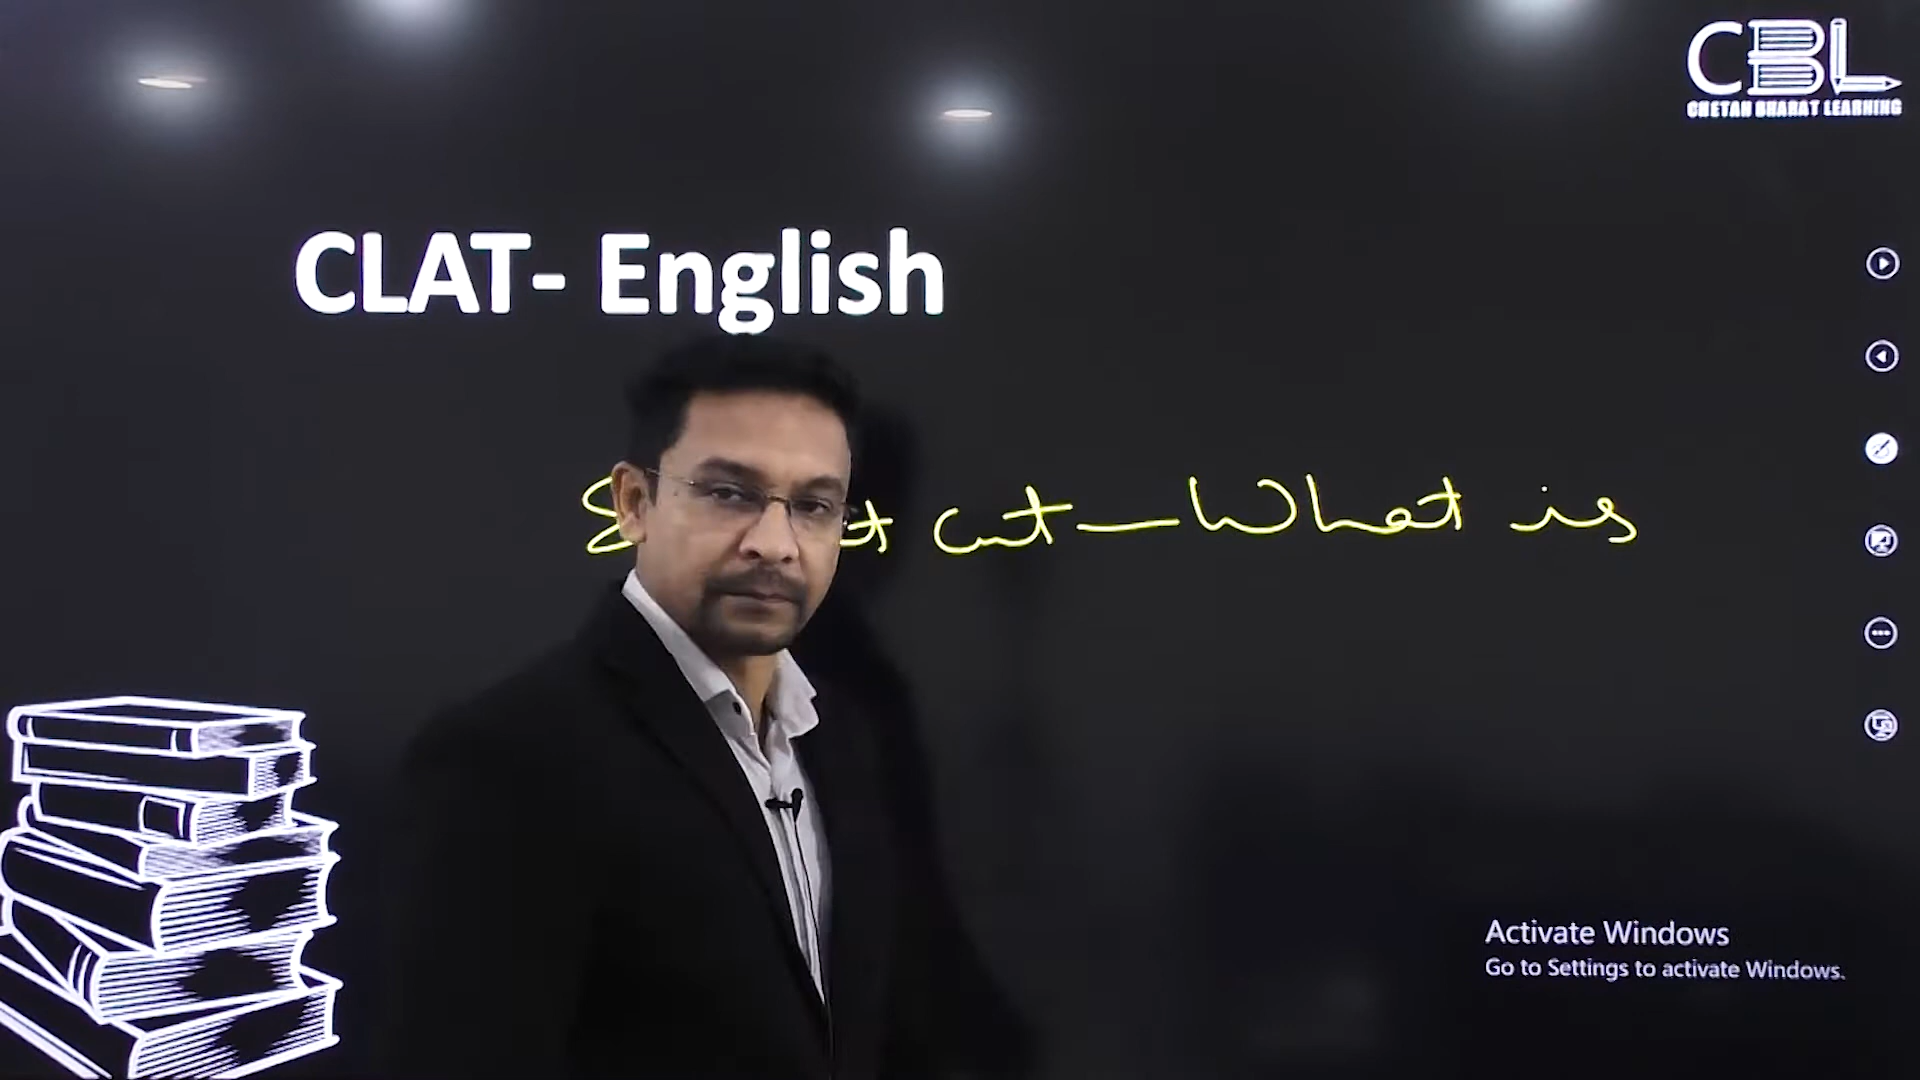 CBL
CHETAN BHARAT LEARNING
CLAT- English
cut — What is
Activate Windows
Go to Settings to activate Windows.